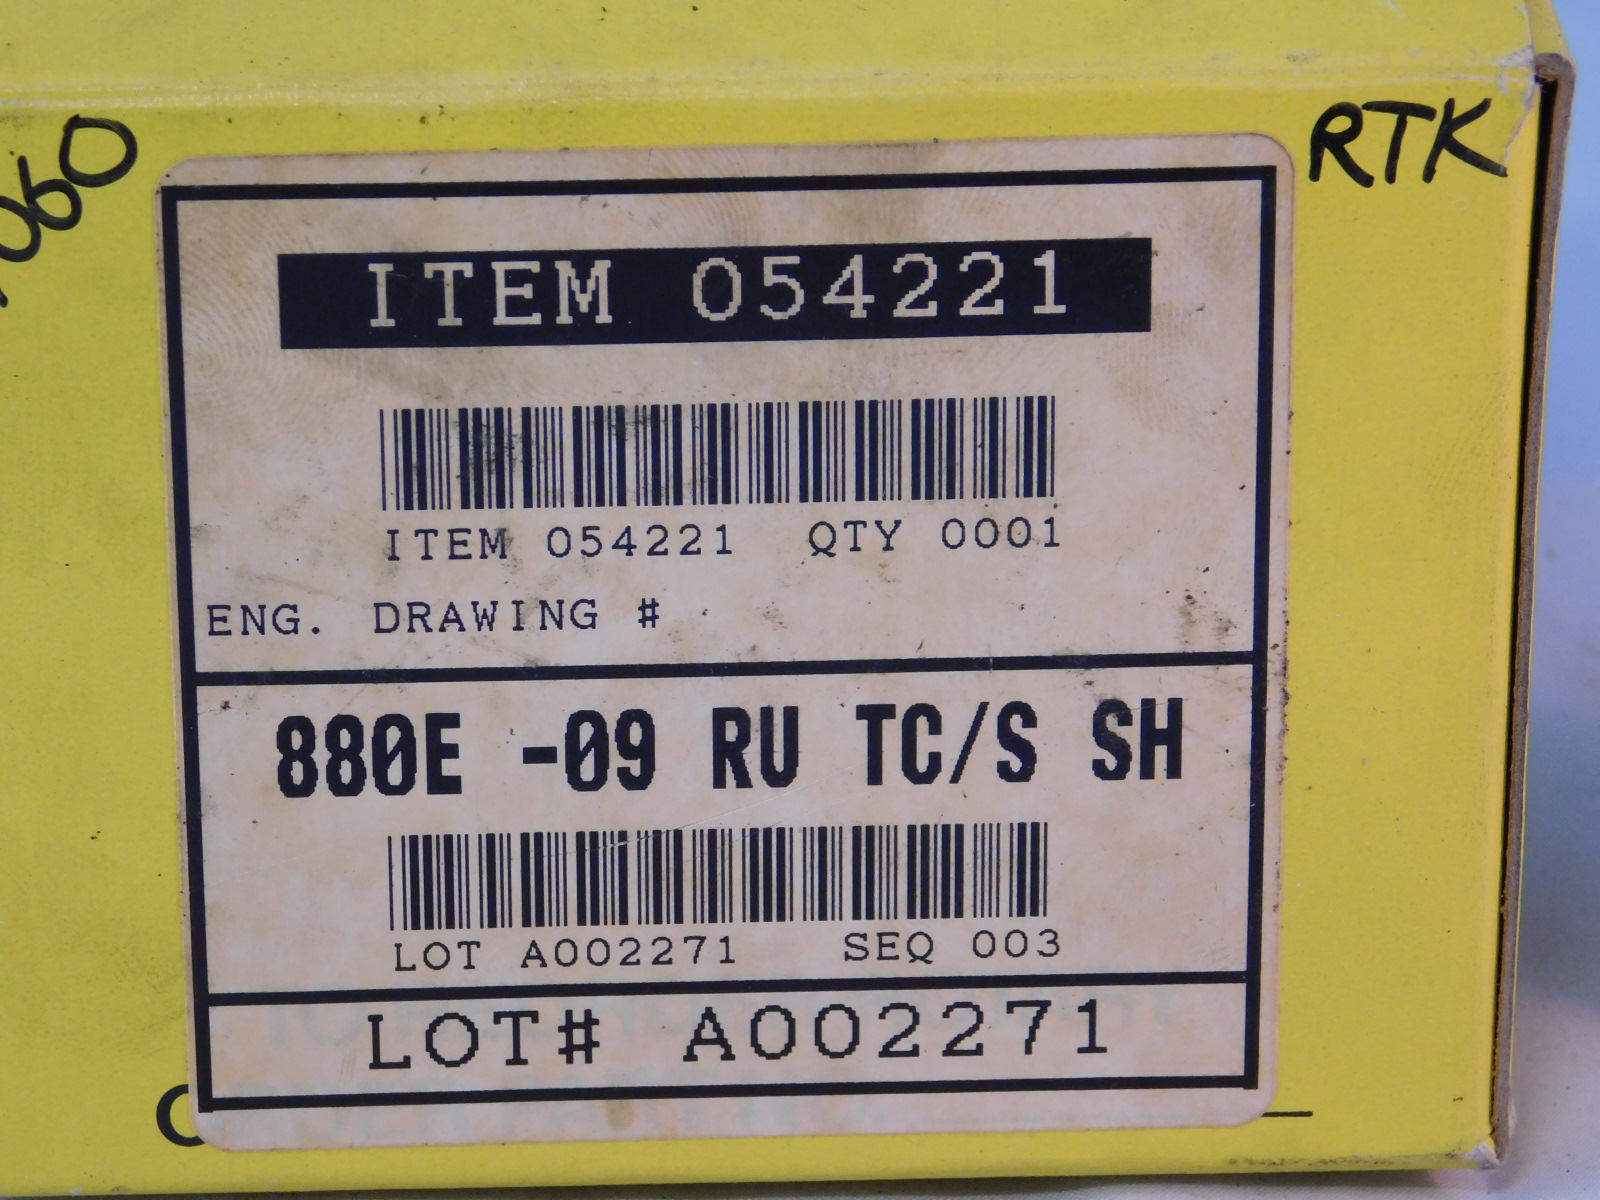 RTK
ITEM 054221
ITEM 054221 QTY 0001
ENG. DRAWING #
880E -09 RU TC/S SH
LOT A002271 SEQ 003
LOT# A002271